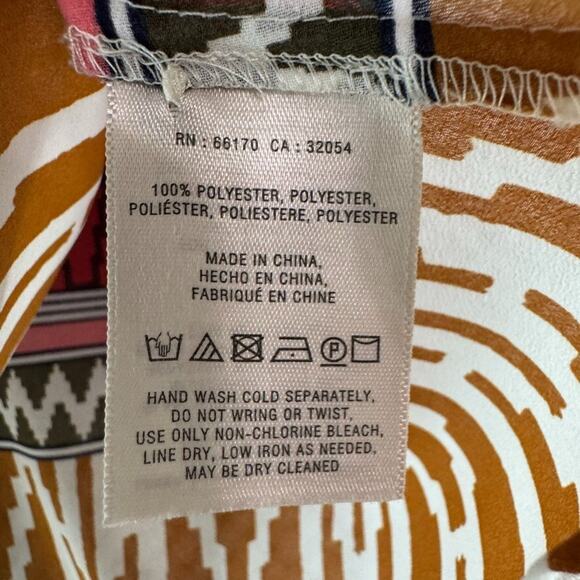 RN : 66170 CA : 32054
100% POLYESTER, POLYESTER,
POLIÉSTER, POLIESTERE, POLYESTER
MADE IN CHINA,
HECHO EN CHINA,
FABRIQUÉ EN CHINE
P
HAND WASH COLD SEPARATELY,
DO NOT WRING OR TWIST,
USE ONLY NON-CHLORINE BLEACH,
LINE DRY, LOW IRON AS NEEDED,
MAY BE DRY CLEANED